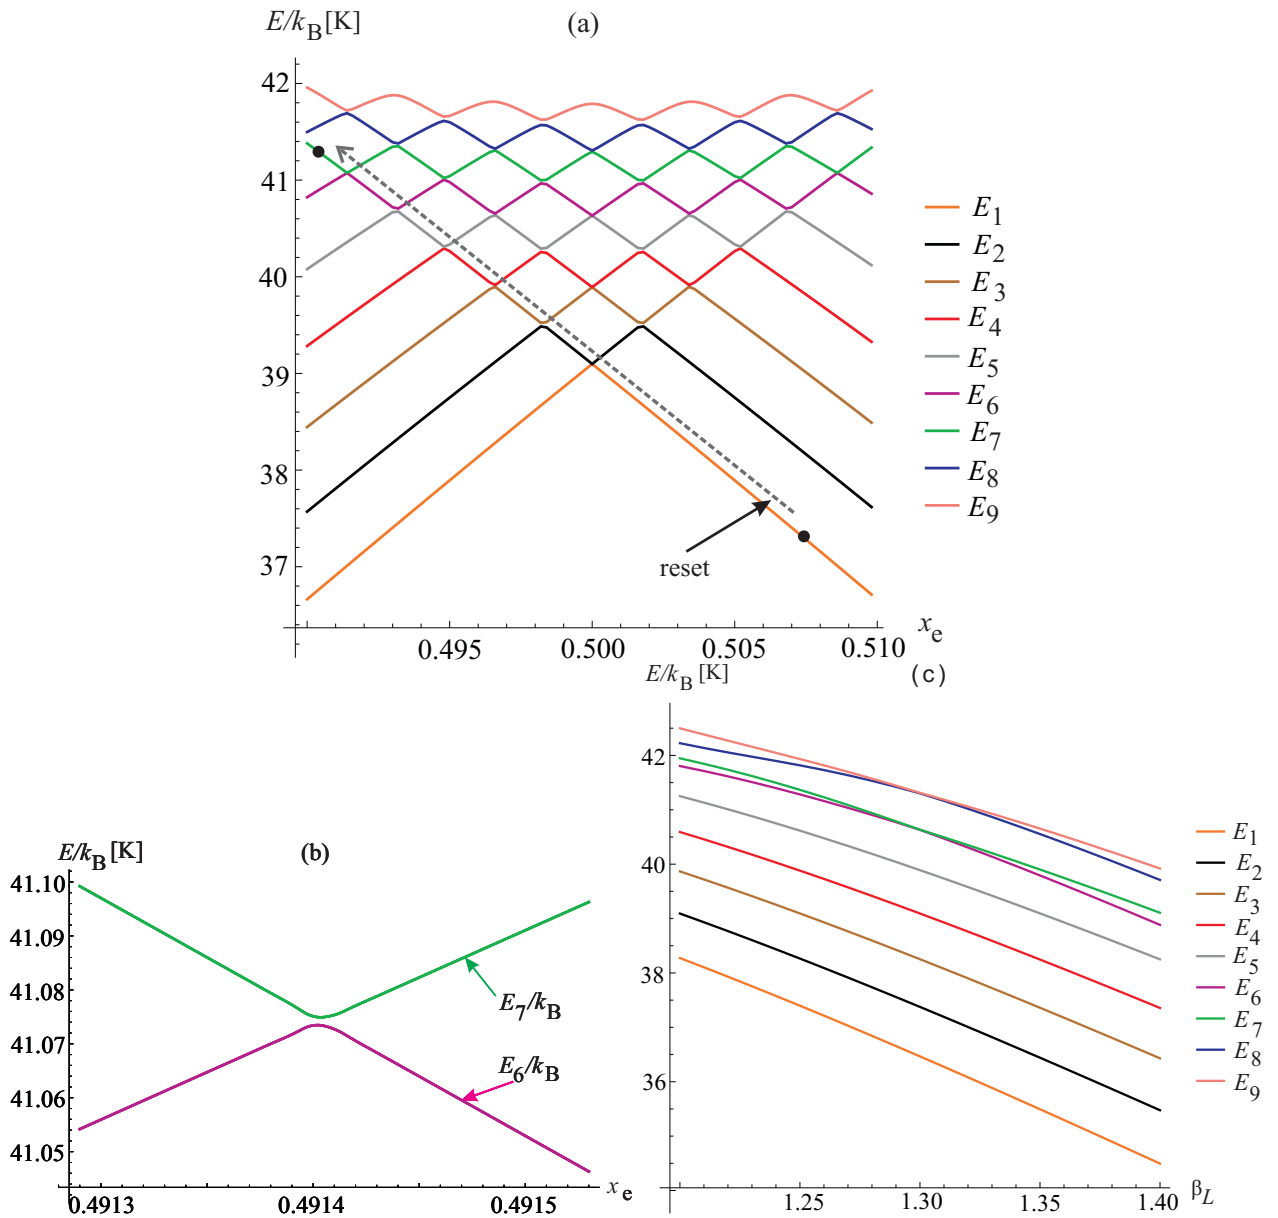 E/kB[K]
(a)
42
41
40
39
38
37
reset
0.495
0.500
0.505
0.510
xe
E1
E2
E3
E4
E5
E6
E7
E8
E9
E/kB [K]
(c)
42
40
38
36
1.25
1.30
1.35
1.40
βL
E1
E2
E3
E4
E5
E6
E7
E8
E9
E/kB[K]
(b)
41.10
41.09
41.08
41.07
41.06
41.05
E7/kB
E6/kB
0.4913
0.4914
0.4915
xe